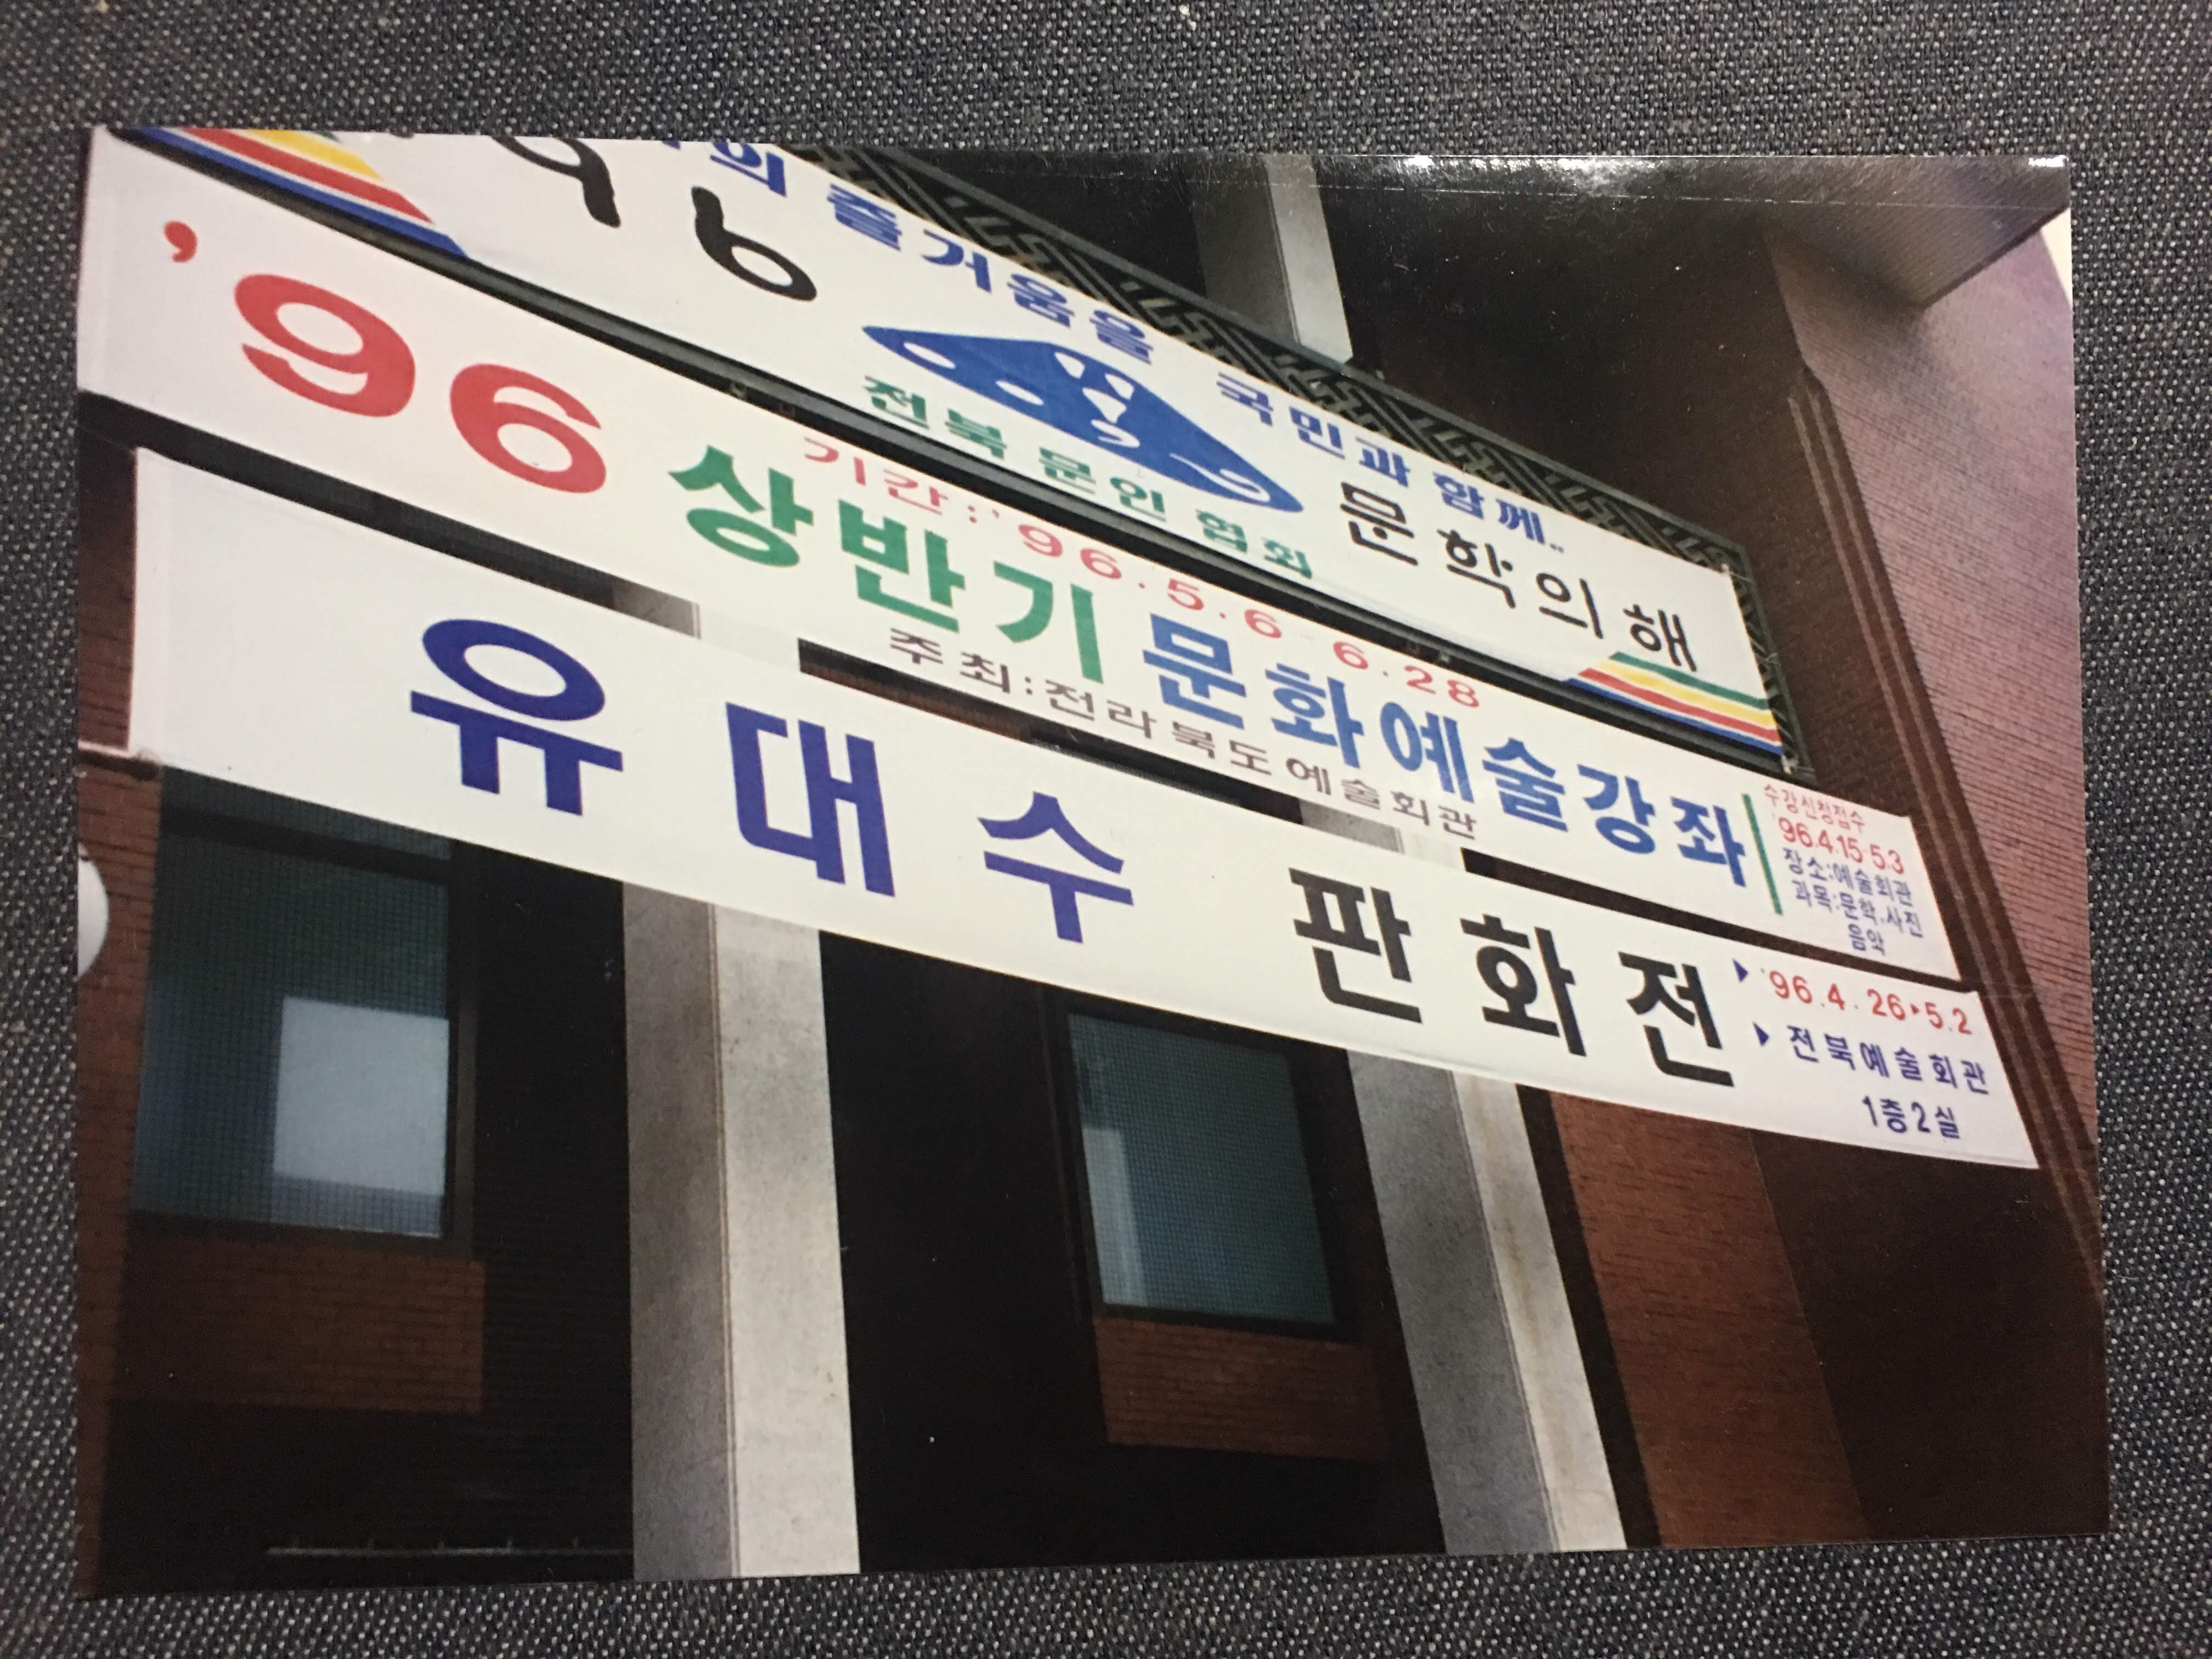 의 즐거움을 국민과 함께..
96 문학의 해
전북문인협회
'96 상반기 문화예술강좌
기간:'96.5.6-6.28
주최:전라북도예술회관
수강신청접수
'96.4.15-5.3
장소:예술회관
과목:문학.사진
음악
유대수 판화전
▶'96.4.26▶5.2
▶전북예술회관
1층2실